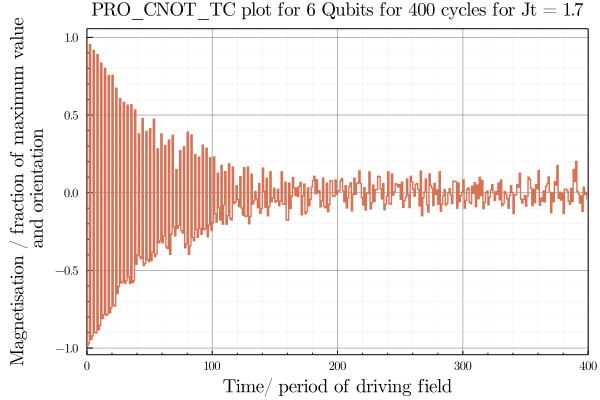 PRO_CNOT_TC plot for 6 Qubits for 400 cycles for Jt = 1.7
Magnetisation / fraction of maximum value
and orientation
1.0
0.5
0.0
−0.5
−1.0
0
100
200
300
400
Time/ period of driving field